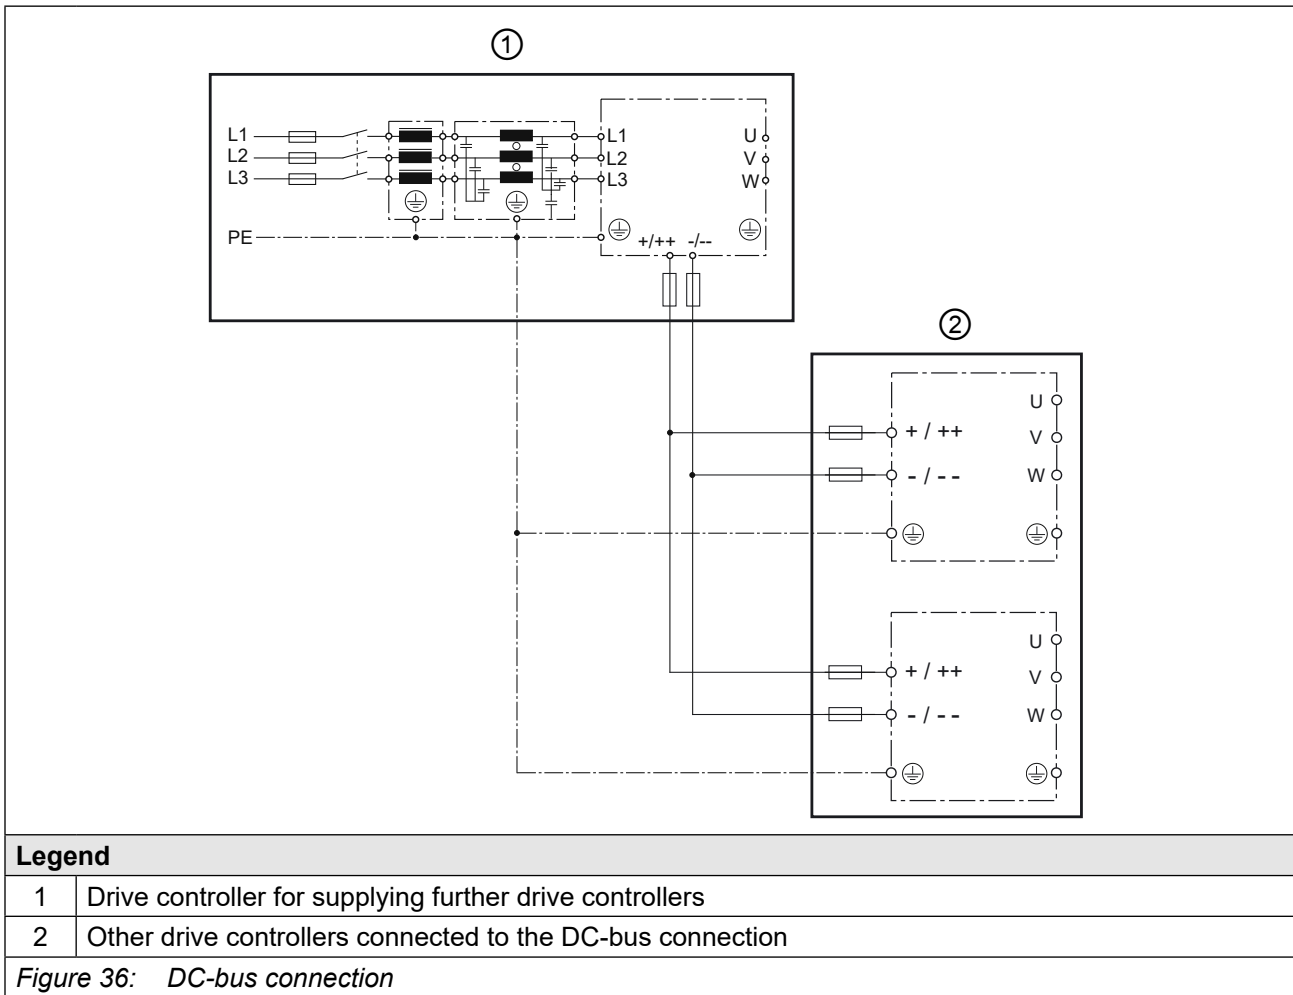 1
L1
L2
L3
PE
L1
L2
L3
U
V
W
+/++ -/--
2
U
+ / ++
V
- / - -
W
U
+ / ++
V
- / - -
W
Legend
1 Drive controller for supplying further drive controllers
2 Other drive controllers connected to the DC-bus connection
Figure 36: DC-bus connection